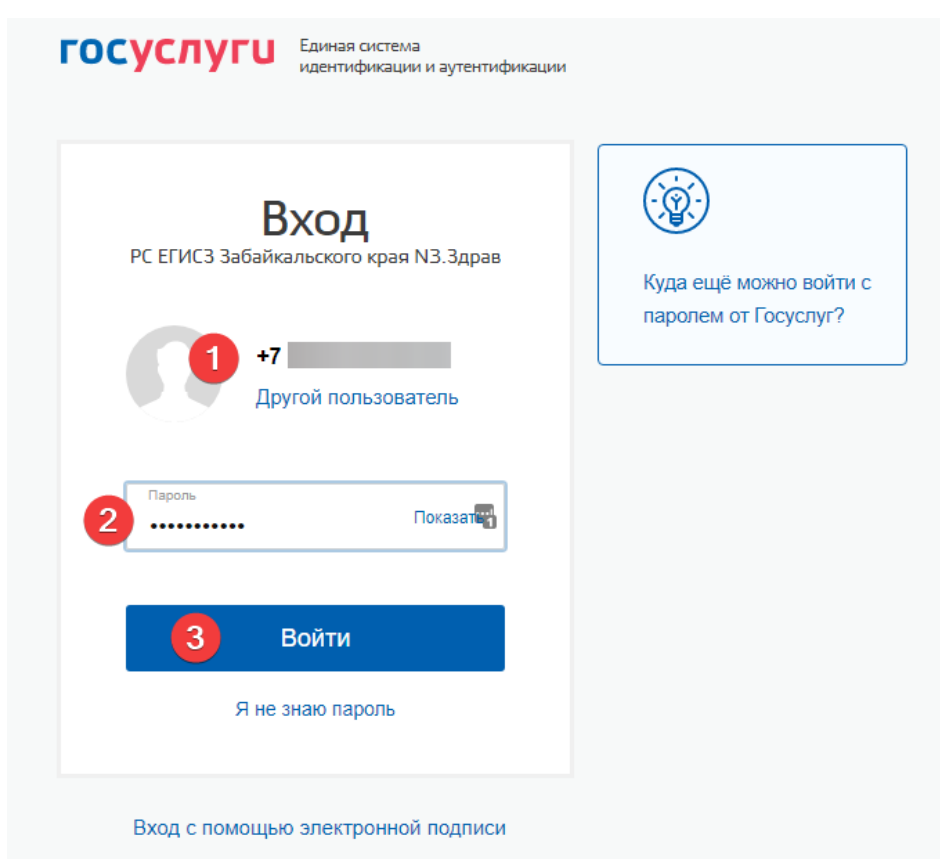 госуслуги
Единая система
идентификации и аутентификации
Вход
РС ЕГИСЗ Забайкальского края N3.Здрав
1
+7
Другой пользователь
2
Пароль
•••••••••••
Показать
3
Войти
Я не знаю пароль
Вход с помощью электронной подписи
Куда ещё можно войти с
паролем от Госуслуг?